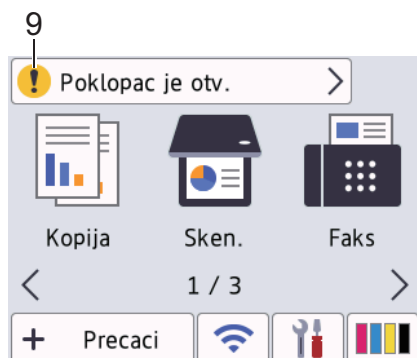 9
Poklopac je otv.
Kopija Sken. Faks
1 / 3
+ Precaci